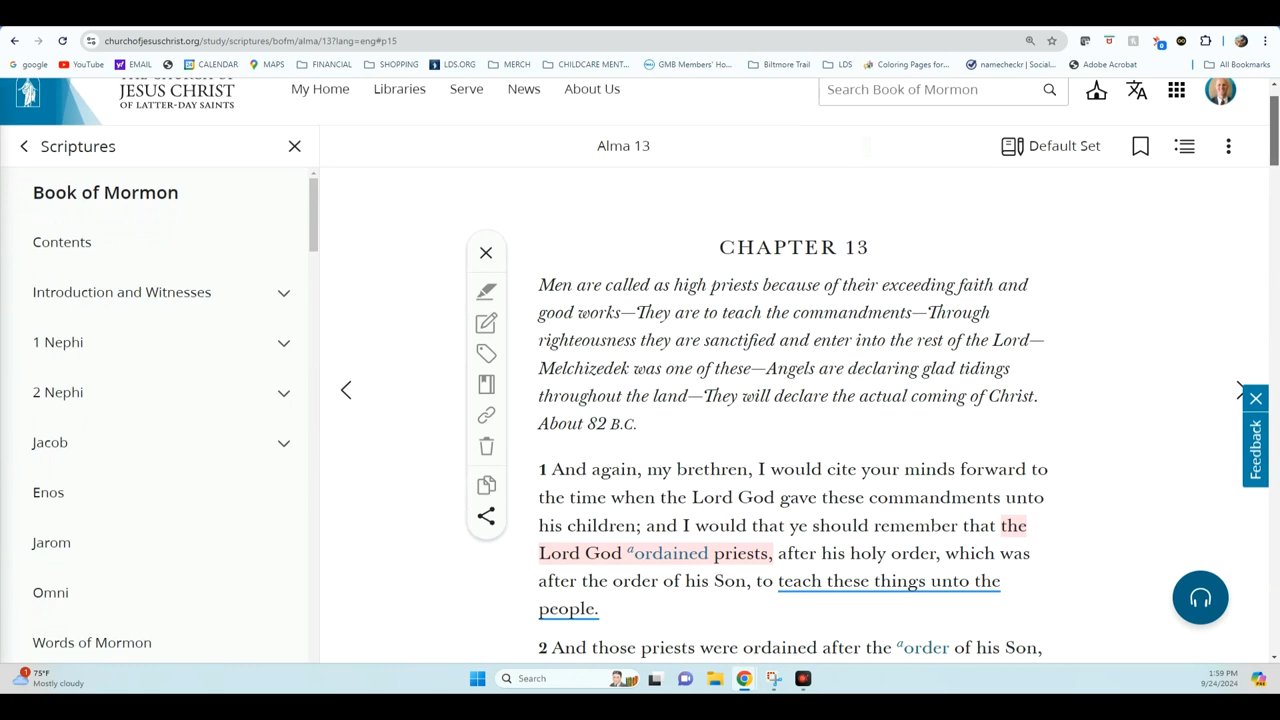 churchofjesuschrist.org/study/scriptures/bofm/alma/13?lang=eng#p15
google YouTube EMAIL CALENDAR MAPS FINANCIAL SHOPPING LDS.ORG MERCH CHILDCARE MENT... GMB Members' Ho... Biltmore Trail LDS Coloring Pages for... namecheckr | Social... Adobe Acrobat All Bookmarks
THE CHURCH OF
JESUS CHRIST
OF LATTER-DAY SAINTS
My Home Libraries Serve News About Us Search Book of Mormon
Scriptures
Alma 13
Default Set
Book of Mormon
Contents
Introduction and Witnesses
1 Nephi
2 Nephi
Jacob
Enos
Jarom
Omni
Words of Mormon
CHAPTER 13
Men are called as high priests because of their exceeding faith and
good works—They are to teach the commandments—Through
righteousness they are sanctified and enter into the rest of the Lord—
Melchizedek was one of these—Angels are declaring glad tidings
throughout the land—They will declare the actual coming of Christ.
About 82 B.C.
1 And again, my brethren, I would cite your minds forward to
the time when the Lord God gave these commandments unto
his children; and I would that ye should remember that the
Lord God a ordained priests, after his holy order, which was
after the order of his Son, to teach these things unto the
people.
2 And those priests were ordained after the a order of his Son,
Feedback
75°F
Mostly cloudy
Search
1:59 PM
9/24/2024